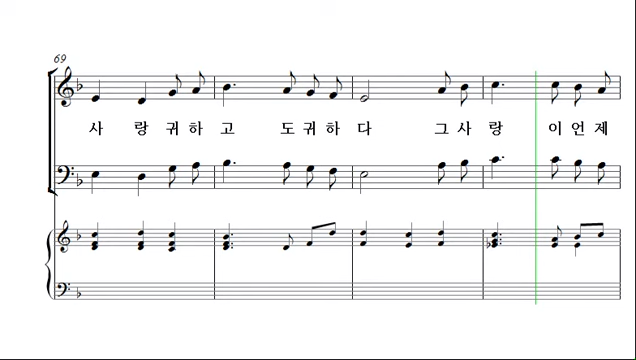 69
사 랑 귀 하 고 도 귀 하 다 그 사 랑 이 언 제